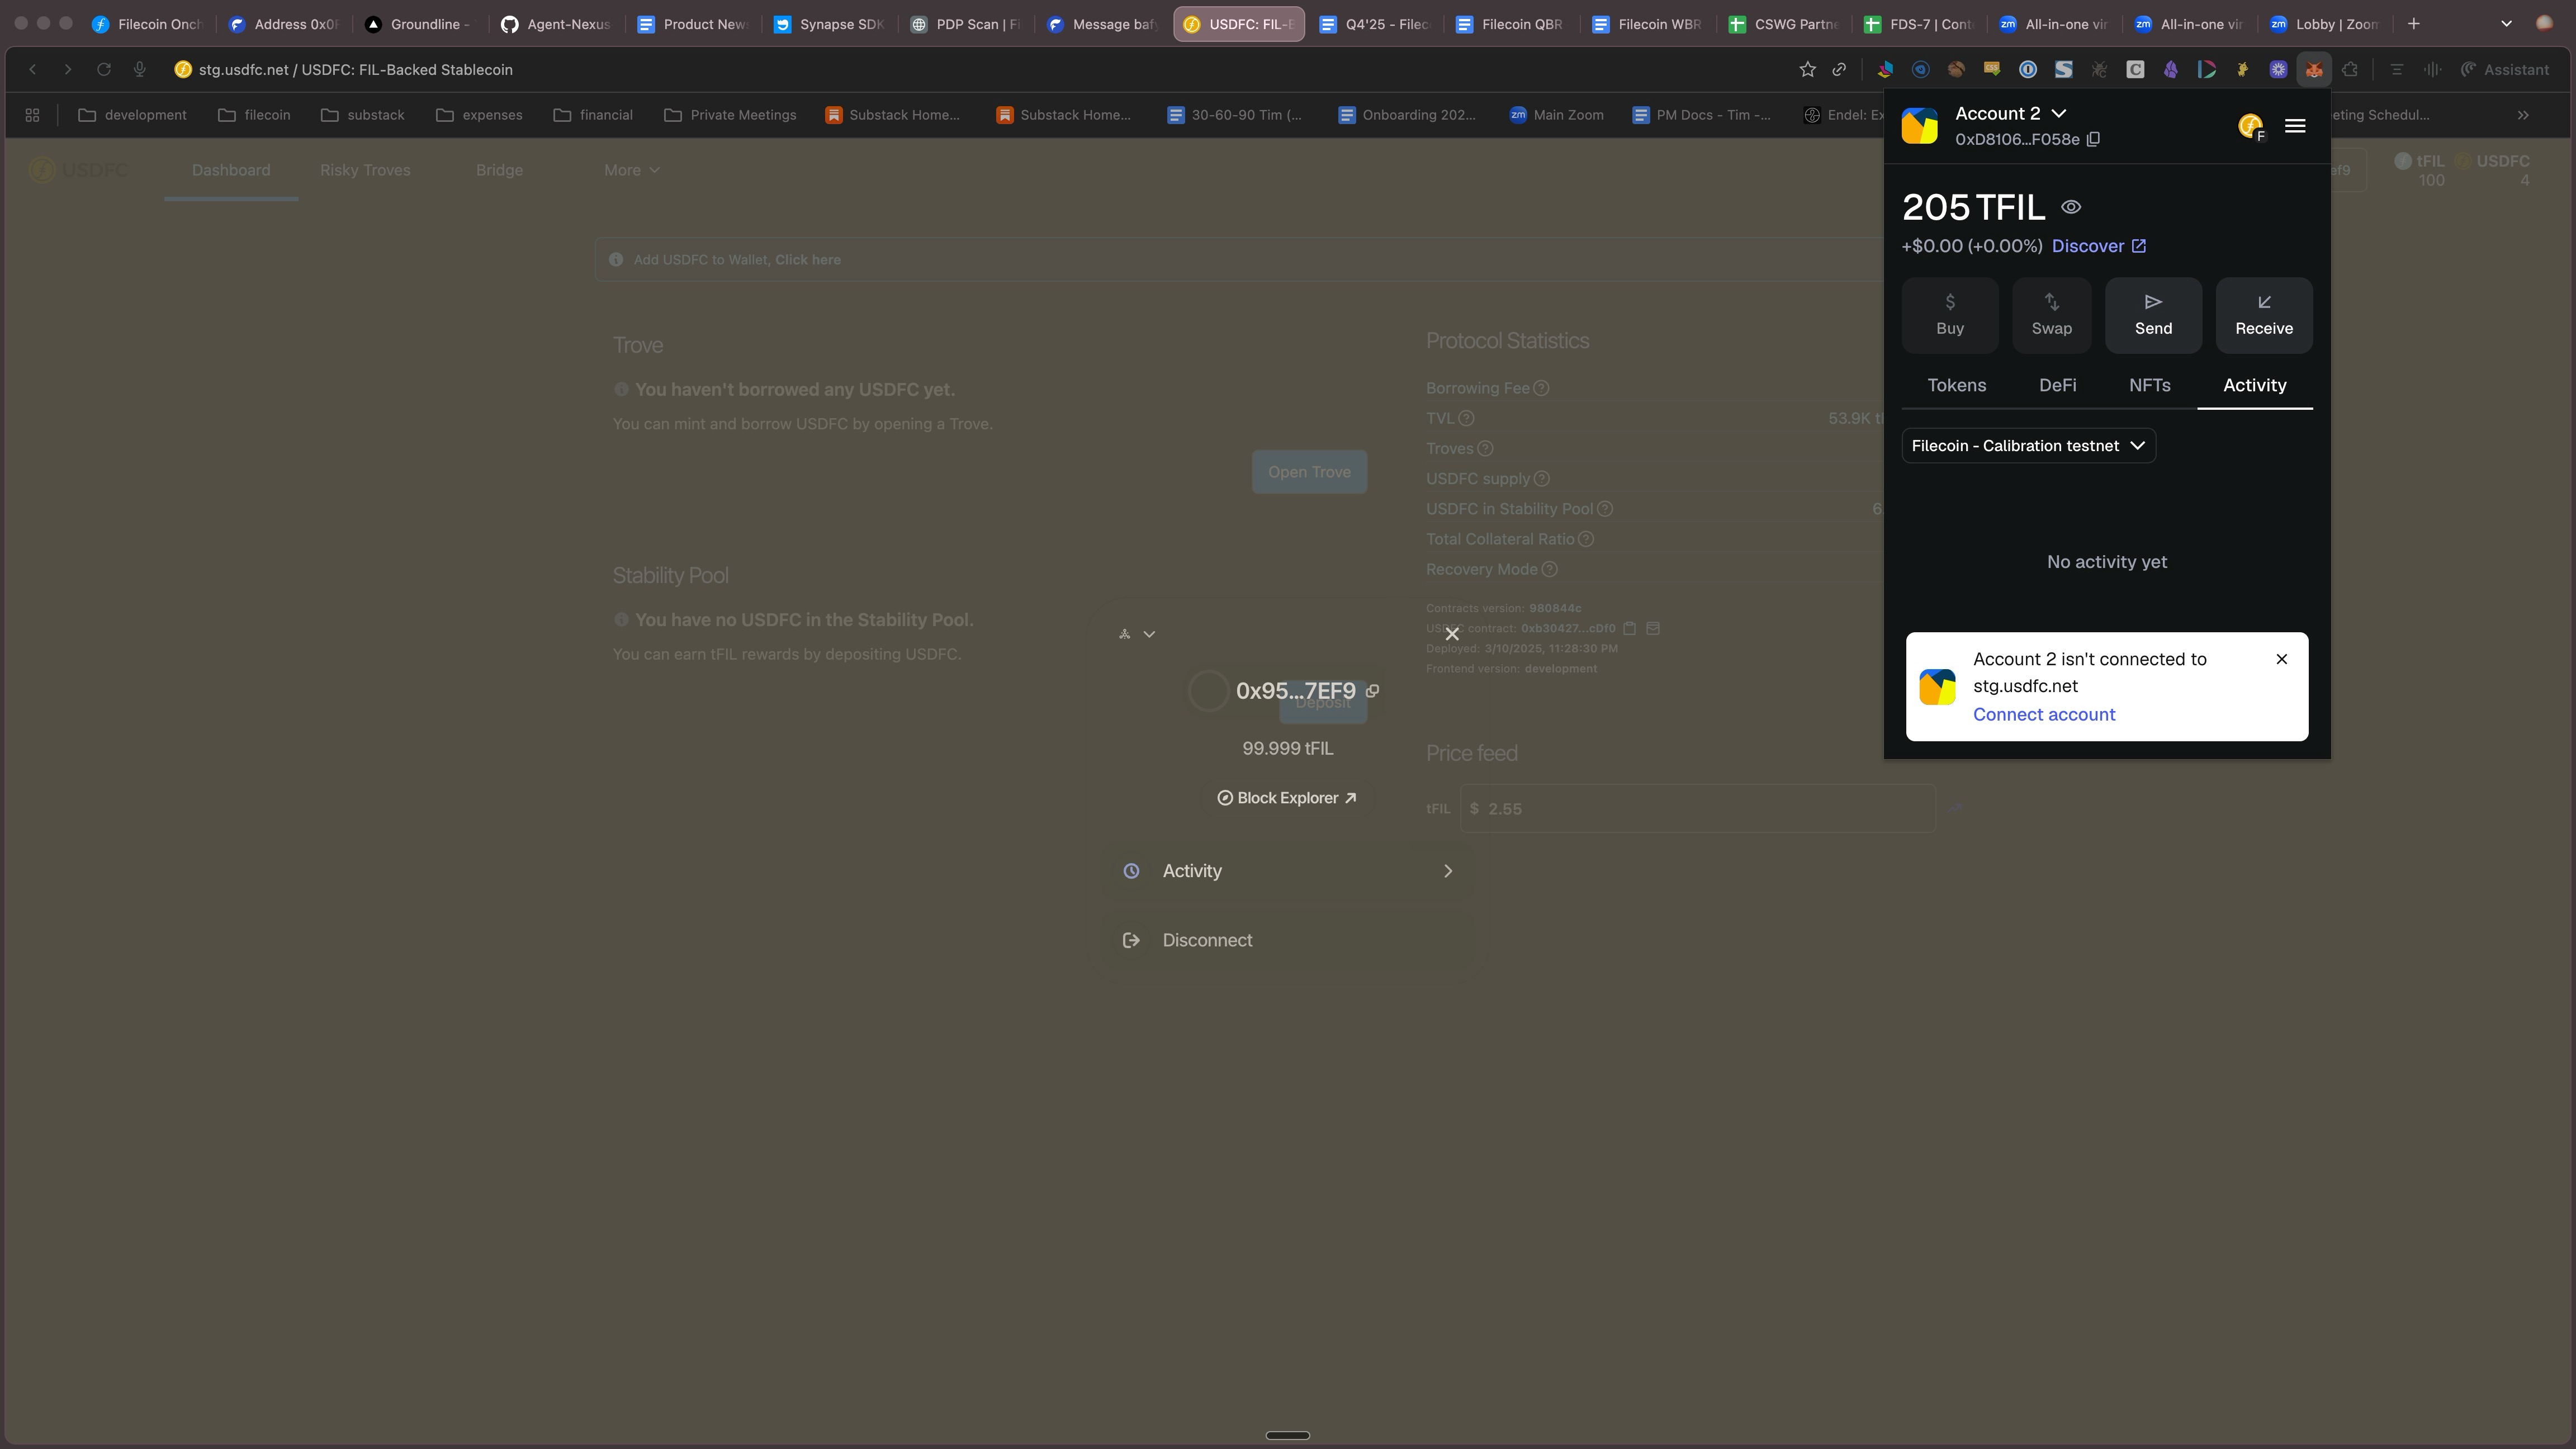 Filecoin Onch
Address 0x0F
Groundline -
Agent-Nexus
Product New
Synapse SDK
PDP Scan | Fi
Message baf
USDFC: FIL-B
Q4'25 - Filec
Filecoin QBR
Filecoin WBR
CSWG Partne
FDS-7 | Cont
All-in-one vir
All-in-one vir
Lobby | Zoom
stg.usdfc.net / USDFC: FIL-Backed Stablecoin
Assistant
development
filecoin
substack
expenses
financial
Private Meetings
Substack Home...
Substack Home...
30-60-90 Tim (...
Onboarding 202...
Main Zoom
PM Docs - Tim -...
Endel: Ex
eting Schedul...
USDFC
Dashboard
Risky Troves
Bridge
More
ef9
tFIL
100
USDFC
4
Add USDFC to Wallet, Click here
Trove
You haven't borrowed any USDFC yet.
You can mint and borrow USDFC by opening a Trove.
Open Trove
Stability Pool
You have no USDFC in the Stability Pool.
You can earn tFIL rewards by depositing USDFC.
Deposit
Protocol Statistics
Borrowing Fee
TVL
53.9K tF
Troves
USDFC supply
USDFC in Stability Pool
6
Total Collateral Ratio
Recovery Mode
Contracts version: 980844c
USDFC contract: 0xb30427...cDf0
Deployed: 3/10/2025, 11:28:30 PM
Frontend version: development
Price feed
tFIL
$ 2.55
0x95...7EF9
99.999 tFIL
Block Explorer
Activity
Disconnect
Account 2
0xD8106...F058e
F
205 TFIL
+$0.00 (+0.00%) Discover
Buy
Swap
Send
Receive
Tokens
DeFi
NFTs
Activity
Filecoin - Calibration testnet
No activity yet
Account 2 isn't connected to
stg.usdfc.net
Connect account